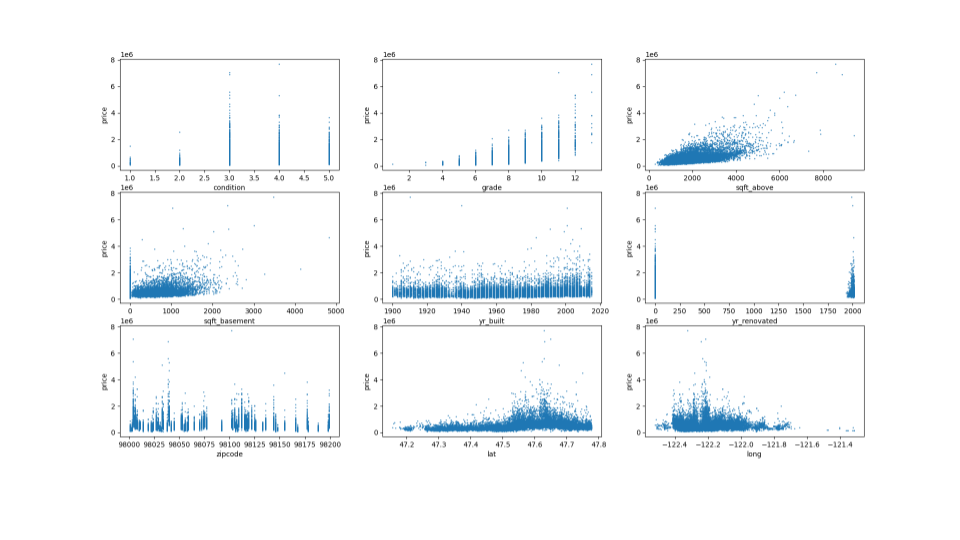 1e6 1e6 1e6
8 8 8
6 6 6
price price price
4 4 4
2 2 2
0 0 0
1.0 1.5 2.0 2.5 3.0 3.5 4.0 4.5 5.0 2 4 6 8 10 12 0 2000 4000 6000 8000
condition grade sqft_above
1e6 1e6 1e6
8 8 8
6 6 6
price price price
4 4 4
2 2 2
0 0 0
0 1000 2000 3000 4000 5000 1900 1920 1940 1960 1980 2000 2020 0 250 500 750 1000 1250 1500 1750 2000
sqft_basement yr_built yr_renovated
1e6 1e6 1e6
8 8 8
6 6 6
price price price
4 4 4
2 2 2
0 0 0
98000 98025 98050 98075 98100 98125 98150 98175 98200 47.2 47.3 47.4 47.5 47.6 47.7 47.8 −122.4 −122.2 −122.0 −121.8 −121.6 −121.4
zipcode lat long